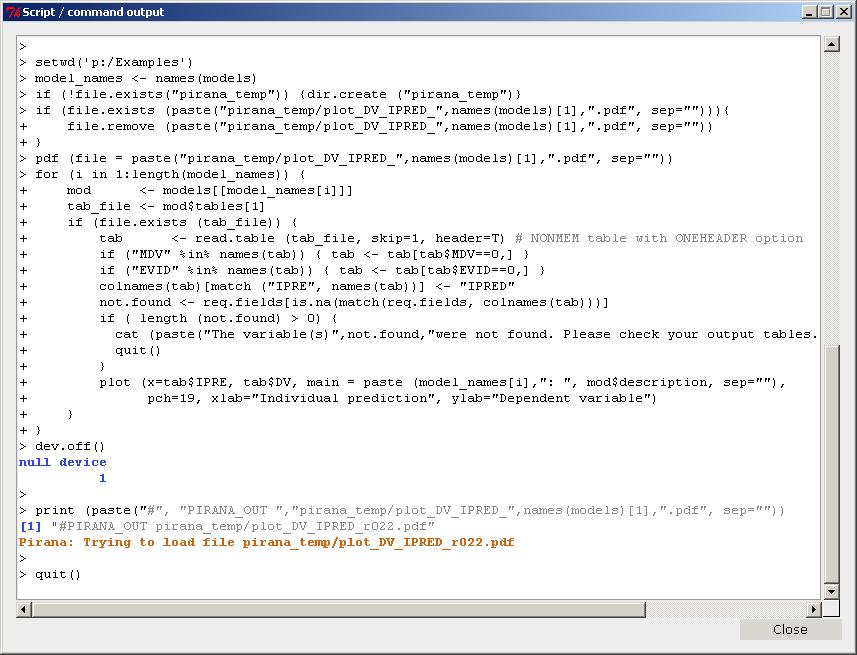 Script / command output
>
> setwd('p:/Examples')
> model_names <- names(models)
> if (!file.exists("pirana_temp")) {dir.create ("pirana_temp")}
> if (file.exists (paste("pirana_temp/plot_DV_IPRED_",names(models)[1],".pdf", sep=""))){
+     file.remove (paste("pirana_temp/plot_DV_IPRED_",names(models)[1],".pdf", sep=""))
+ }
> pdf (file = paste("pirana_temp/plot_DV_IPRED_",names(models)[1],".pdf", sep=""))
> for (i in 1:length(model_names)) {
+     mod      <- models[[model_names[i]]]
+     tab_file <- mod$tables[1]
+     if (file.exists (tab_file)) {
+         tab      <- read.table (tab_file, skip=1, header=T) # NONMEM table with ONEHEADER option
+         if ("MDV" %in% names(tab)) { tab <- tab[tab$MDV==0,] }
+         if ("EVID" %in% names(tab)) { tab <- tab[tab$EVID==0,] }
+         colnames(tab)[match ("IPRE", names(tab))] <- "IPRED"
+         not.found <- req.fields[is.na(match(req.fields, colnames(tab)))]
+         if ( length (not.found) > 0) {
+           cat (paste("The variable(s)",not.found,"were not found. Please check your output tables.
+           quit()
+         }
+         plot (x=tab$IPRE, tab$DV, main = paste (model_names[i],": ", mod$description, sep=""),
+               pch=19, xlab="Individual prediction", ylab="Dependent variable")
+     }
+ }
> dev.off()
null device
          1
>
> print (paste("#", "PIRANA_OUT ","pirana_temp/plot_DV_IPRED_",names(models)[1],".pdf", sep=""))
[1] "#PIRANA_OUT pirana_temp/plot_DV_IPRED_r022.pdf"
Pirana: Trying to load file pirana_temp/plot_DV_IPRED_r022.pdf
>
> quit()
Close